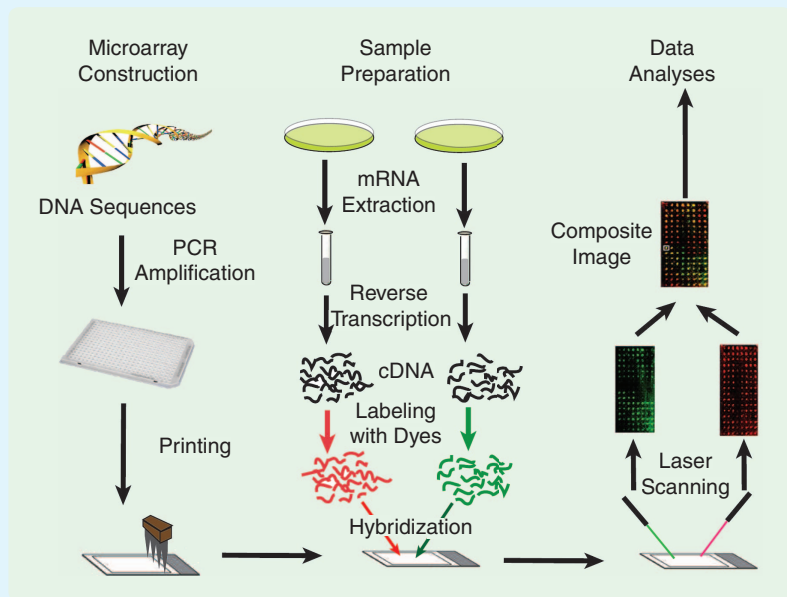 Microarray
Construction
DNA Sequences
PCR
Amplification
Printing
Sample
Preparation
mRNA
Extraction
Reverse
Transcription
cDNA
Labeling
with Dyes
Hybridization
Data
Analyses
Composite
Image
Laser
Scanning